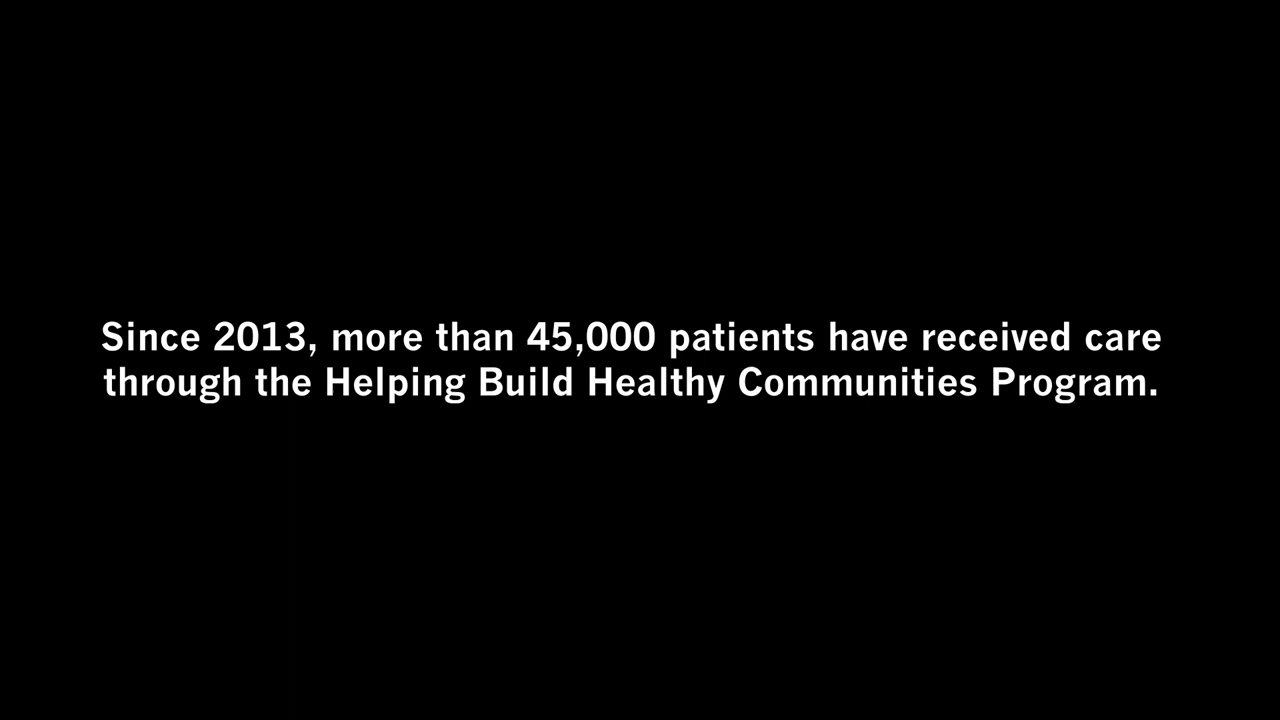 Since 2013, more than 45,000 patients have received care
through the Helping Build Healthy Communities Program.